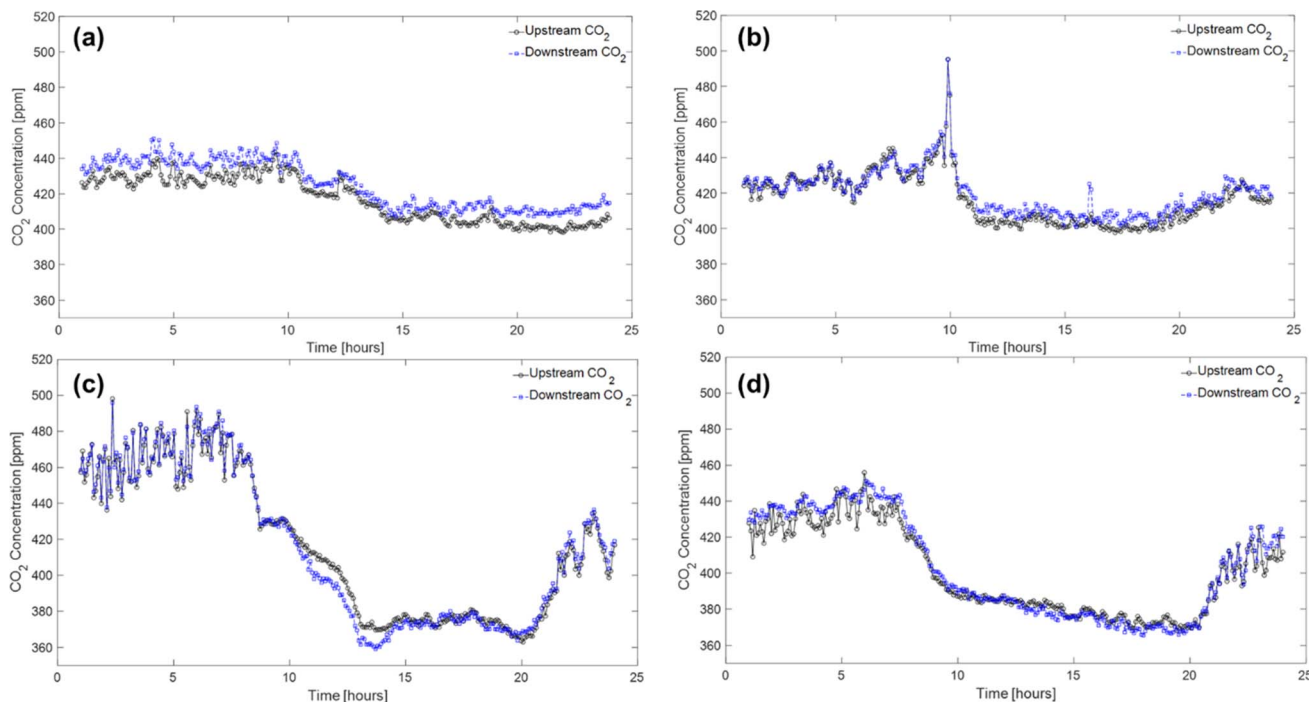 (a)
Upstream CO2
Downstream CO2
CO2 Concentration [ppm]
520
500
480
460
440
420
400
380
360
0 5 10 15 20 25
Time [hours]
(b)
Upstream CO2
Downstream CO2
CO2 Concentration [ppm]
520
500
480
460
440
420
400
380
360
0 5 10 15 20 25
Time [hours]
(c)
Upstream CO2
Downstream CO2
CO2 Concentration [ppm]
520
500
480
460
440
420
400
380
360
0 5 10 15 20 25
Time [hours]
(d)
Upstream CO2
Downstream CO2
CO2 Concentration [ppm]
520
500
480
460
440
420
400
380
360
0 5 10 15 20 25
Time [hours]